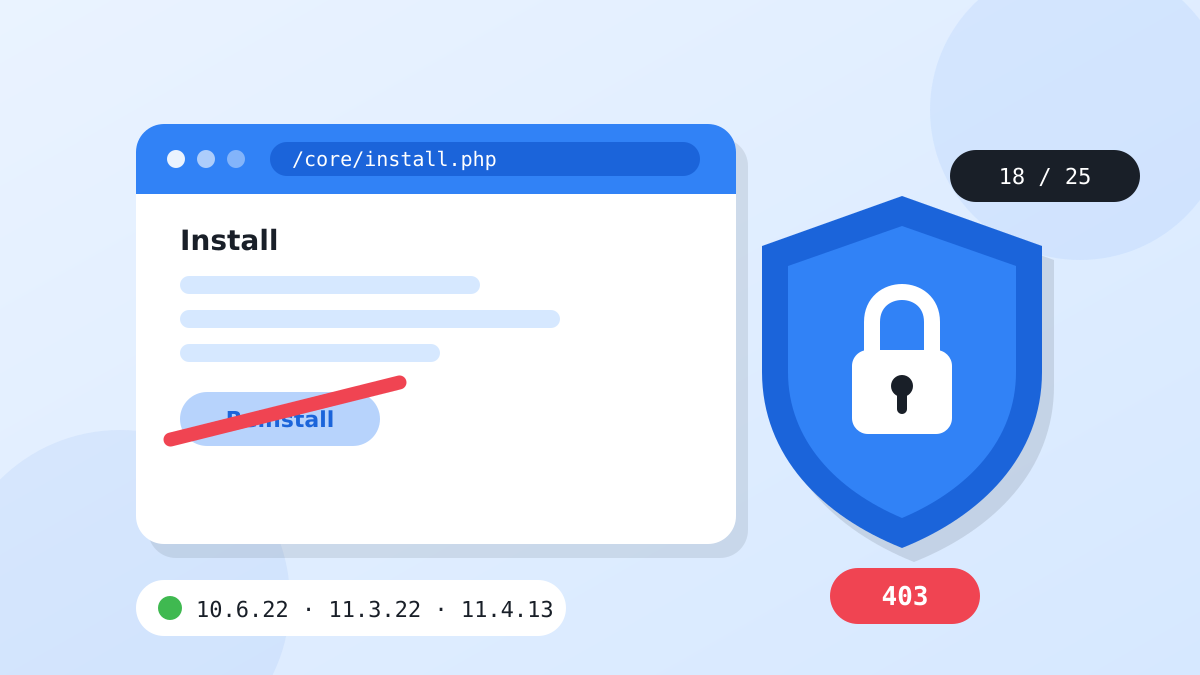 /core/install.php
18 / 25
Install
Reinstall
10.6.22 · 11.3.22 · 11.4.13
403